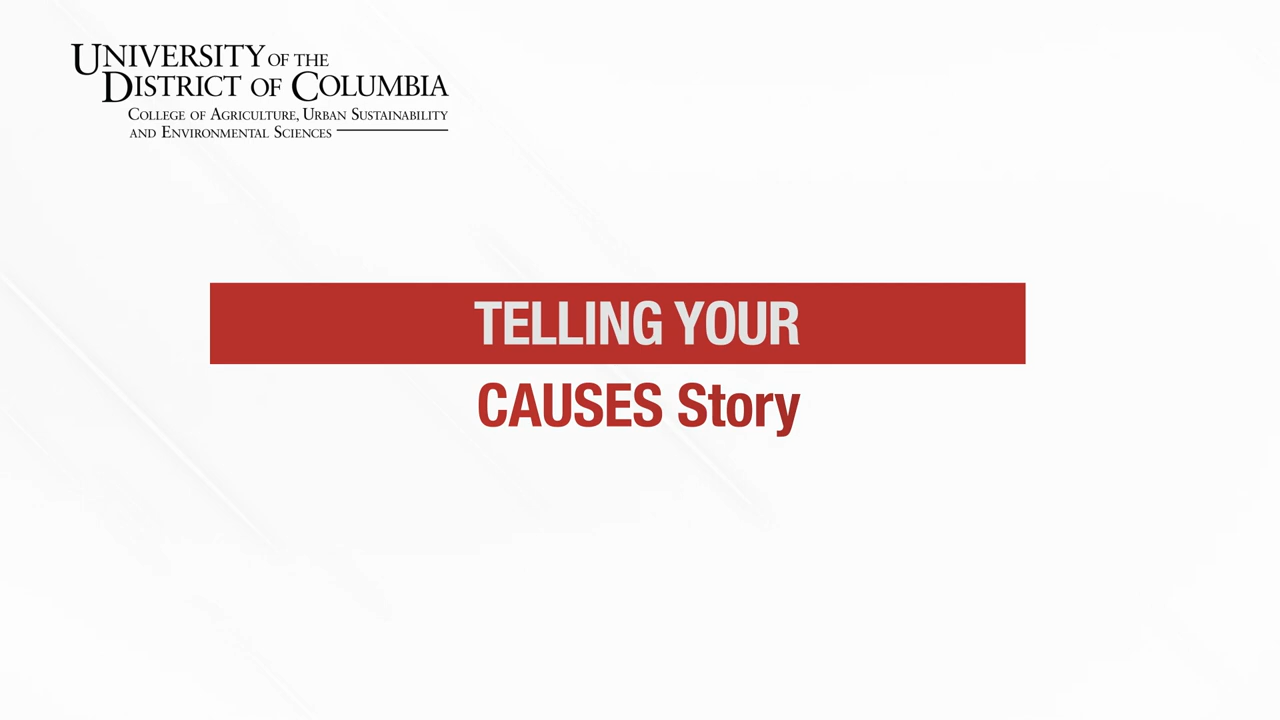 UNIVERSITY OF THE
DISTRICT OF COLUMBIA
COLLEGE OF AGRICULTURE, URBAN SUSTAINABILITY
AND ENVIRONMENTAL SCIENCES
TELLING YOUR
CAUSES Story